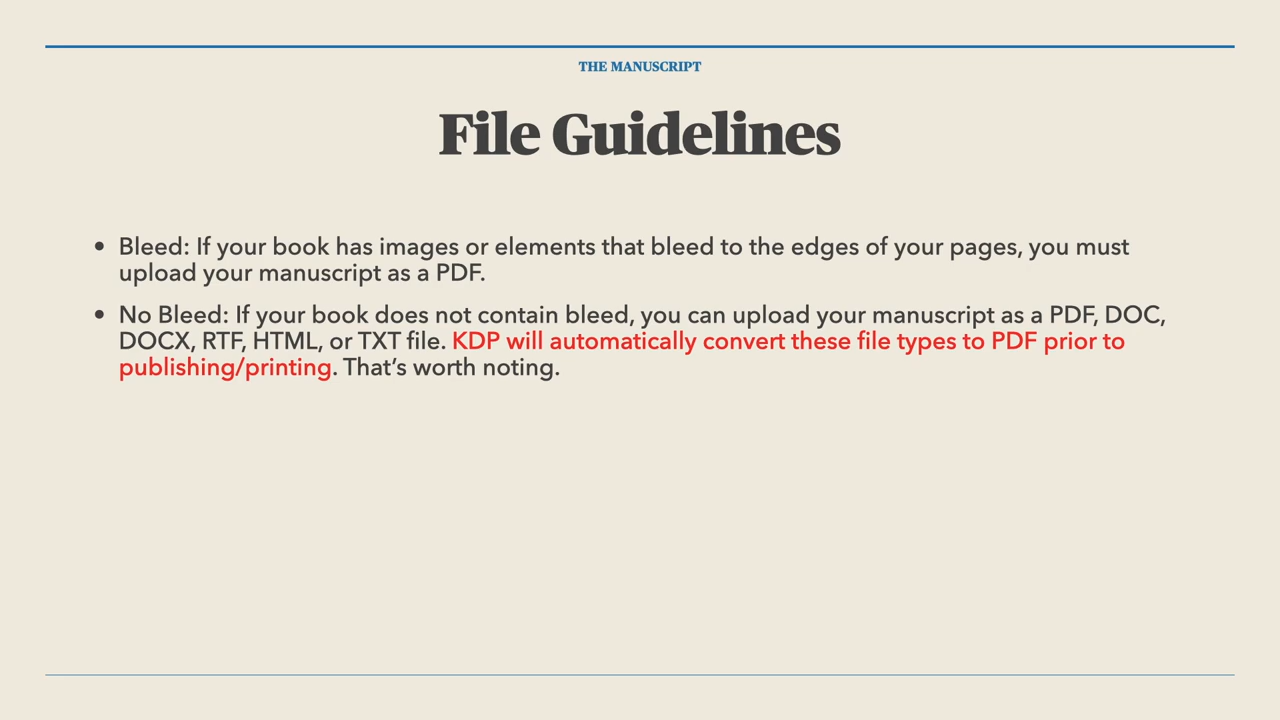 THE MANUSCRIPT
File Guidelines
• Bleed: If your book has images or elements that bleed to the edges of your pages, you must
upload your manuscript as a PDF.
• No Bleed: If your book does not contain bleed, you can upload your manuscript as a PDF, DOC,
DOCX, RTF, HTML, or TXT file. KDP will automatically convert these file types to PDF prior to
publishing/printing. That’s worth noting.